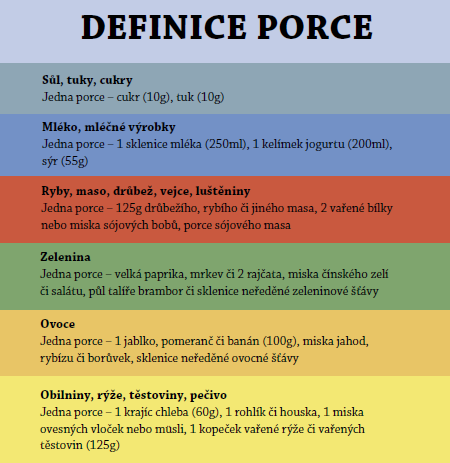 DEFINICE PORCE
Sůl, tuky, cukry
Jedna porce – cukr (10g), tuk (10g)
Mléko, mléčné výrobky
Jedna porce – 1 sklenice mléka (250ml), 1 kelímek jogurtu (200ml),
sýr (55g)
Ryby, maso, drůbež, vejce, luštěniny
Jedna porce – 125g drůbežího, rybího či jiného masa, 2 vařené bílky
nebo miska sójových bobů, porce sójového masa
Zelenina
Jedna porce – velká paprika, mrkev či 2 rajčata, miska čínského zelí
či salátu, půl talíře brambor či sklenice neředěné zeleninové šťávy
Ovoce
Jedna porce – 1 jablko, pomeranč či banán (100g), miska jahod,
rybízu či borůvek, sklenice neředěné ovocné šťávy
Obilniny, rýže, těstoviny, pečivo
Jedna porce – 1 krajíc chleba (60g), 1 rohlík či houska, 1 miska
ovesných vloček nebo müsli, 1 kopeček vařené rýže či vařených
těstovin (125g)